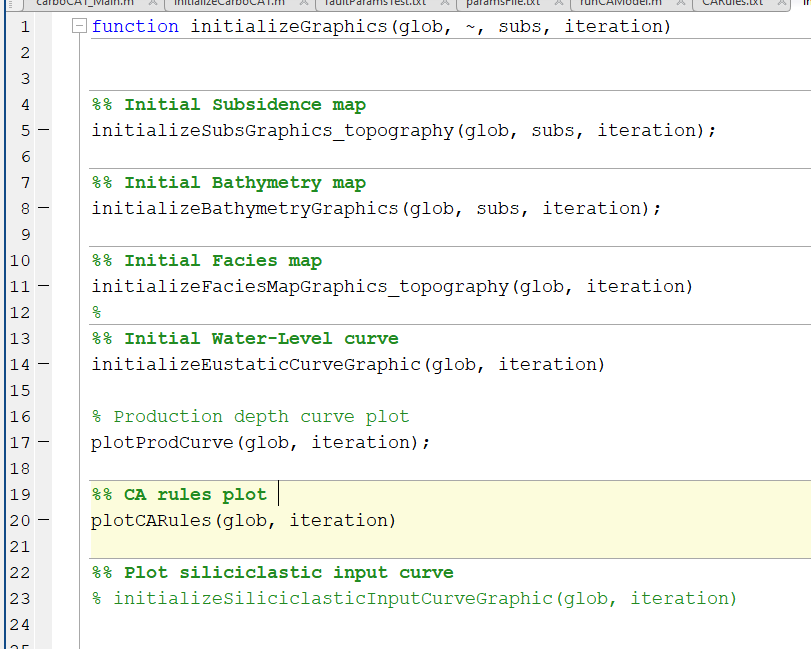 carboCAT_Main.m initializeCarboCAT.m faultParamsTest.txt paramsFile.txt runCAModel.m CARules.txt
1 function initializeGraphics(glob, ~, subs, iteration)
2
3
4 %% Initial Subsidence map
5 initializeSubsGraphics_topography(glob, subs, iteration);
6
7 %% Initial Bathymetry map
8 initializeBathymetryGraphics(glob, subs, iteration);
9
10 %% Initial Facies map
11 initializeFaciesMapGraphics_topography(glob, iteration)
12 %
13 %% Initial Water-Level curve
14 initializeEustaticCurveGraphic(glob, iteration)
15
16 % Production depth curve plot
17 plotProdCurve(glob, iteration);
18
19 %% CA rules plot
20 plotCARules(glob, iteration)
21
22 %% Plot siliciclastic input curve
23 % initializeSiliciclasticInputCurveGraphic(glob, iteration)
24